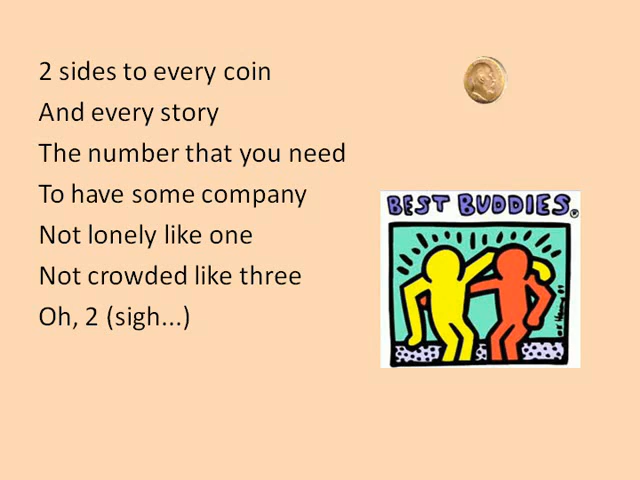 2 sides to every coin
And every story
The number that you need
To have some company
Not lonely like one
Not crowded like three
Oh, 2 (sigh...)
BEST BUDDIES®